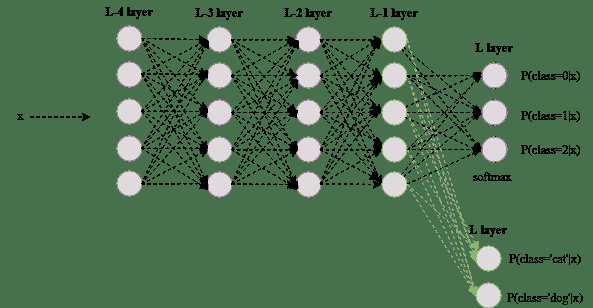 L-4 layer
L-3 layer
L-2 layer
L-1 layer
L layer
x
P(class=0|x)
P(class=1|x)
P(class=2|x)
softmax
L layer
P(class='cat'|x)
P(class='dog'|x)